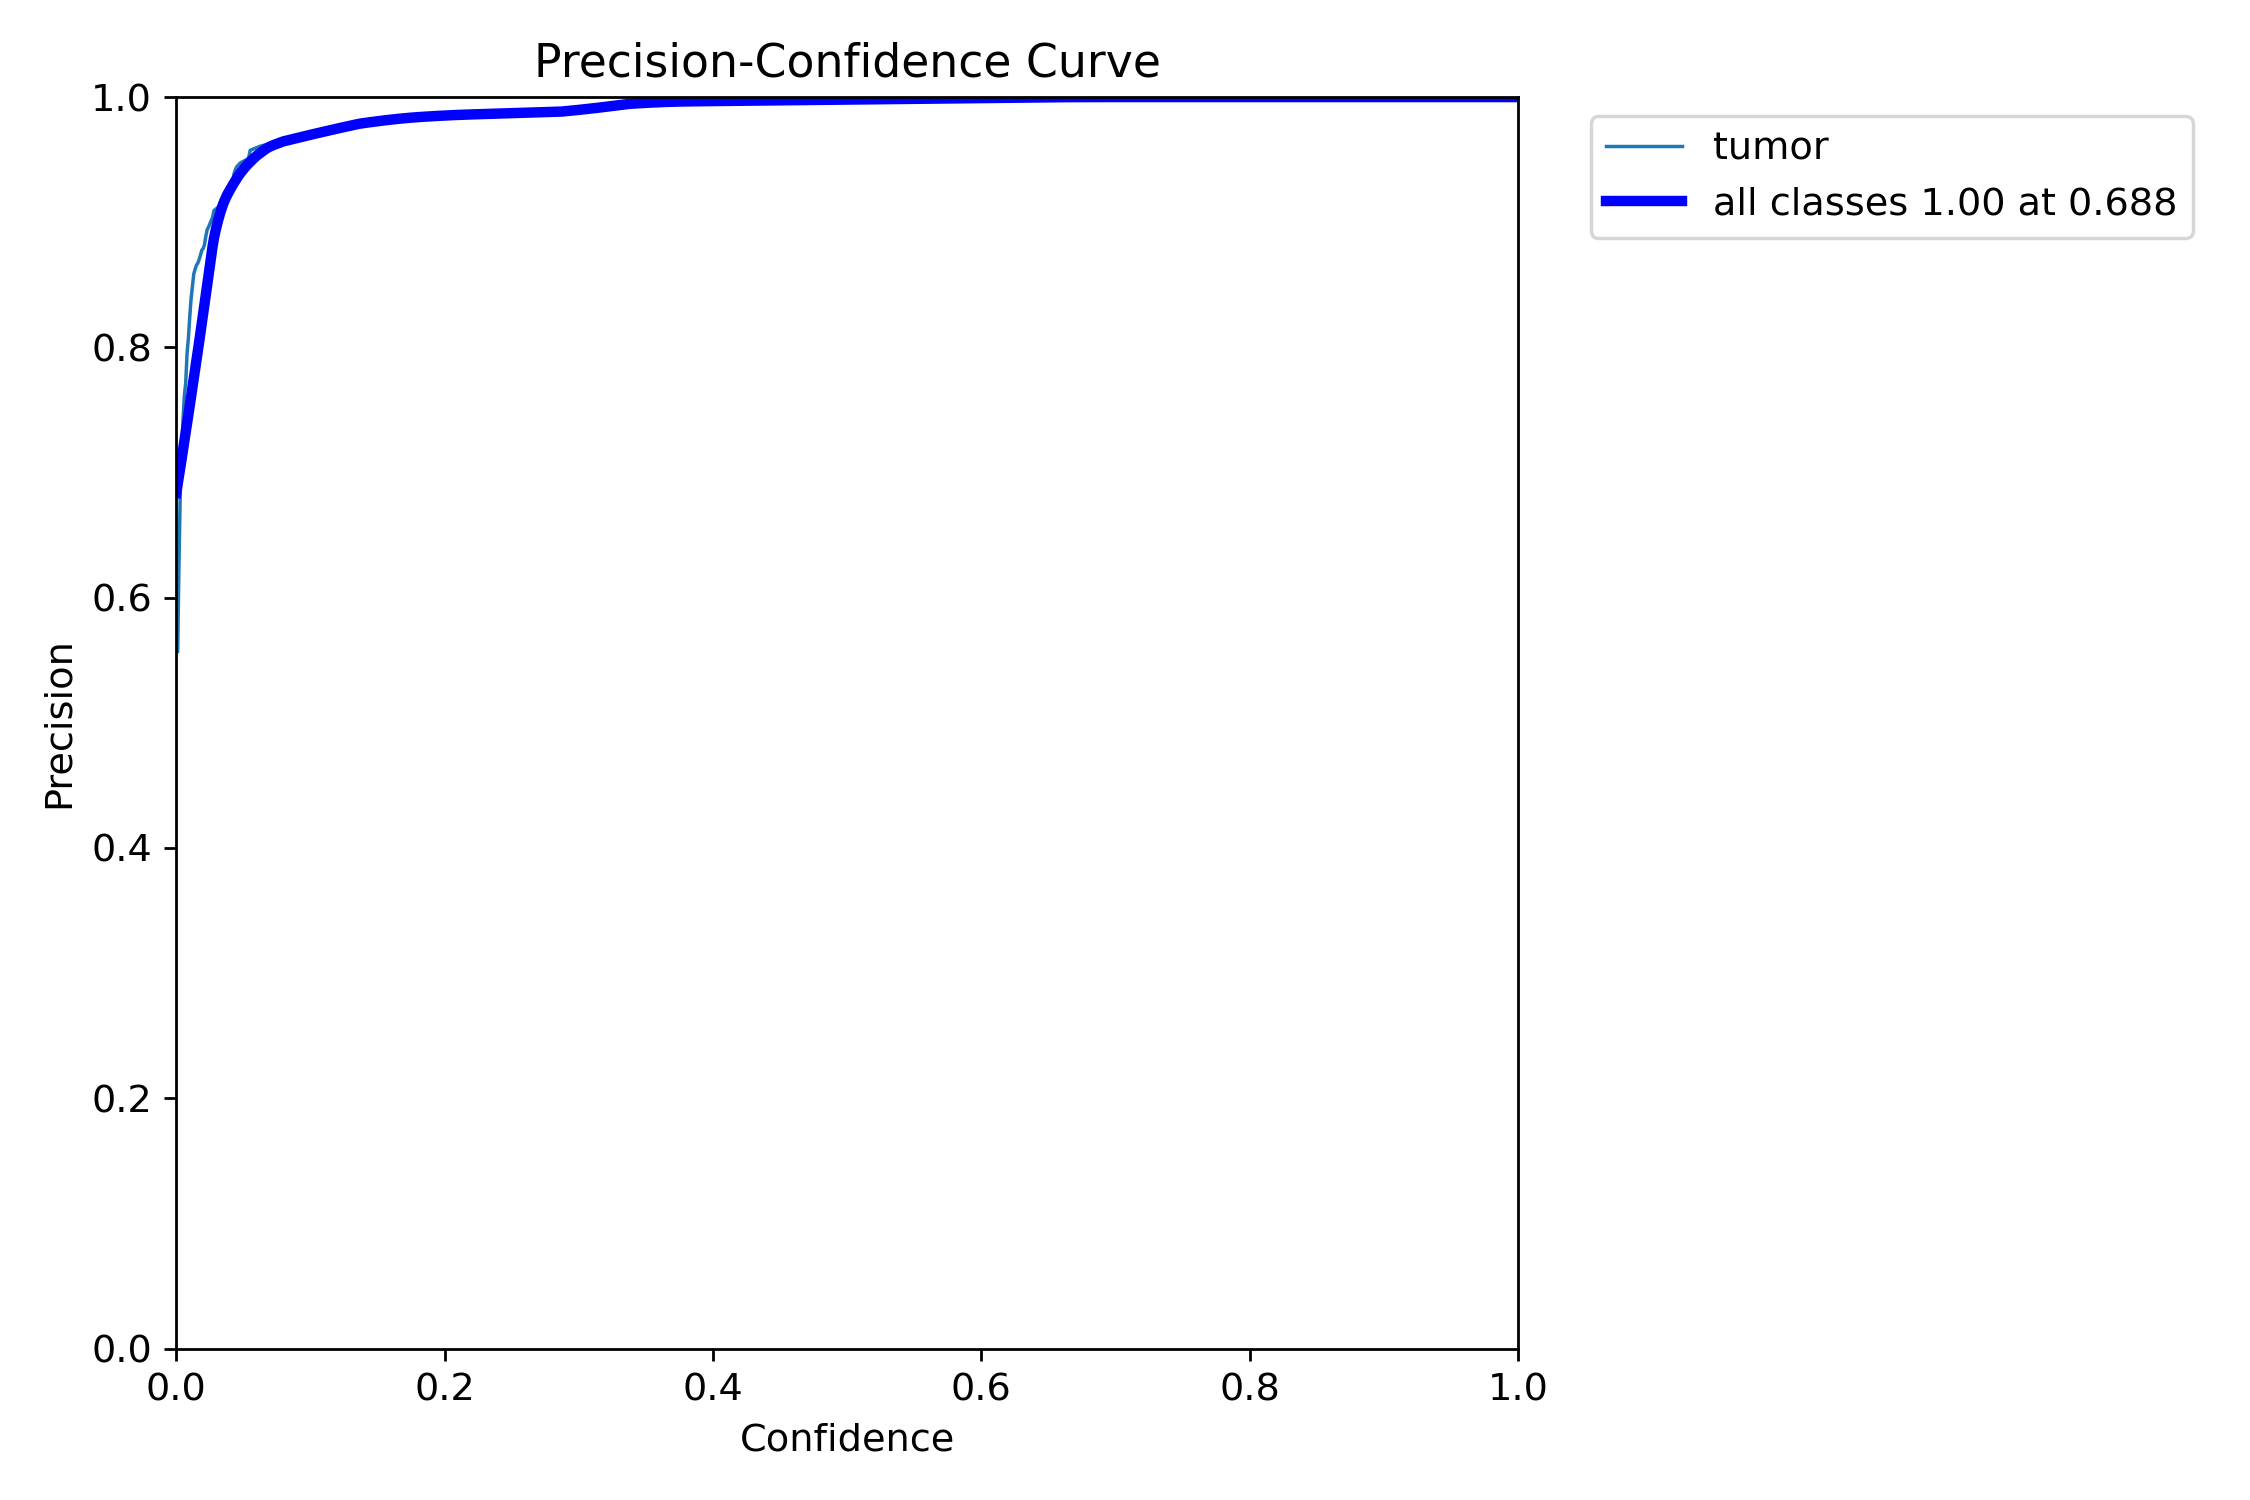 Precision-Confidence Curve
1.0
0.8
0.6
0.4
0.2
0.0
Precision
0.0 0.2 0.4 0.6 0.8 1.0
Confidence
tumor
all classes 1.00 at 0.688